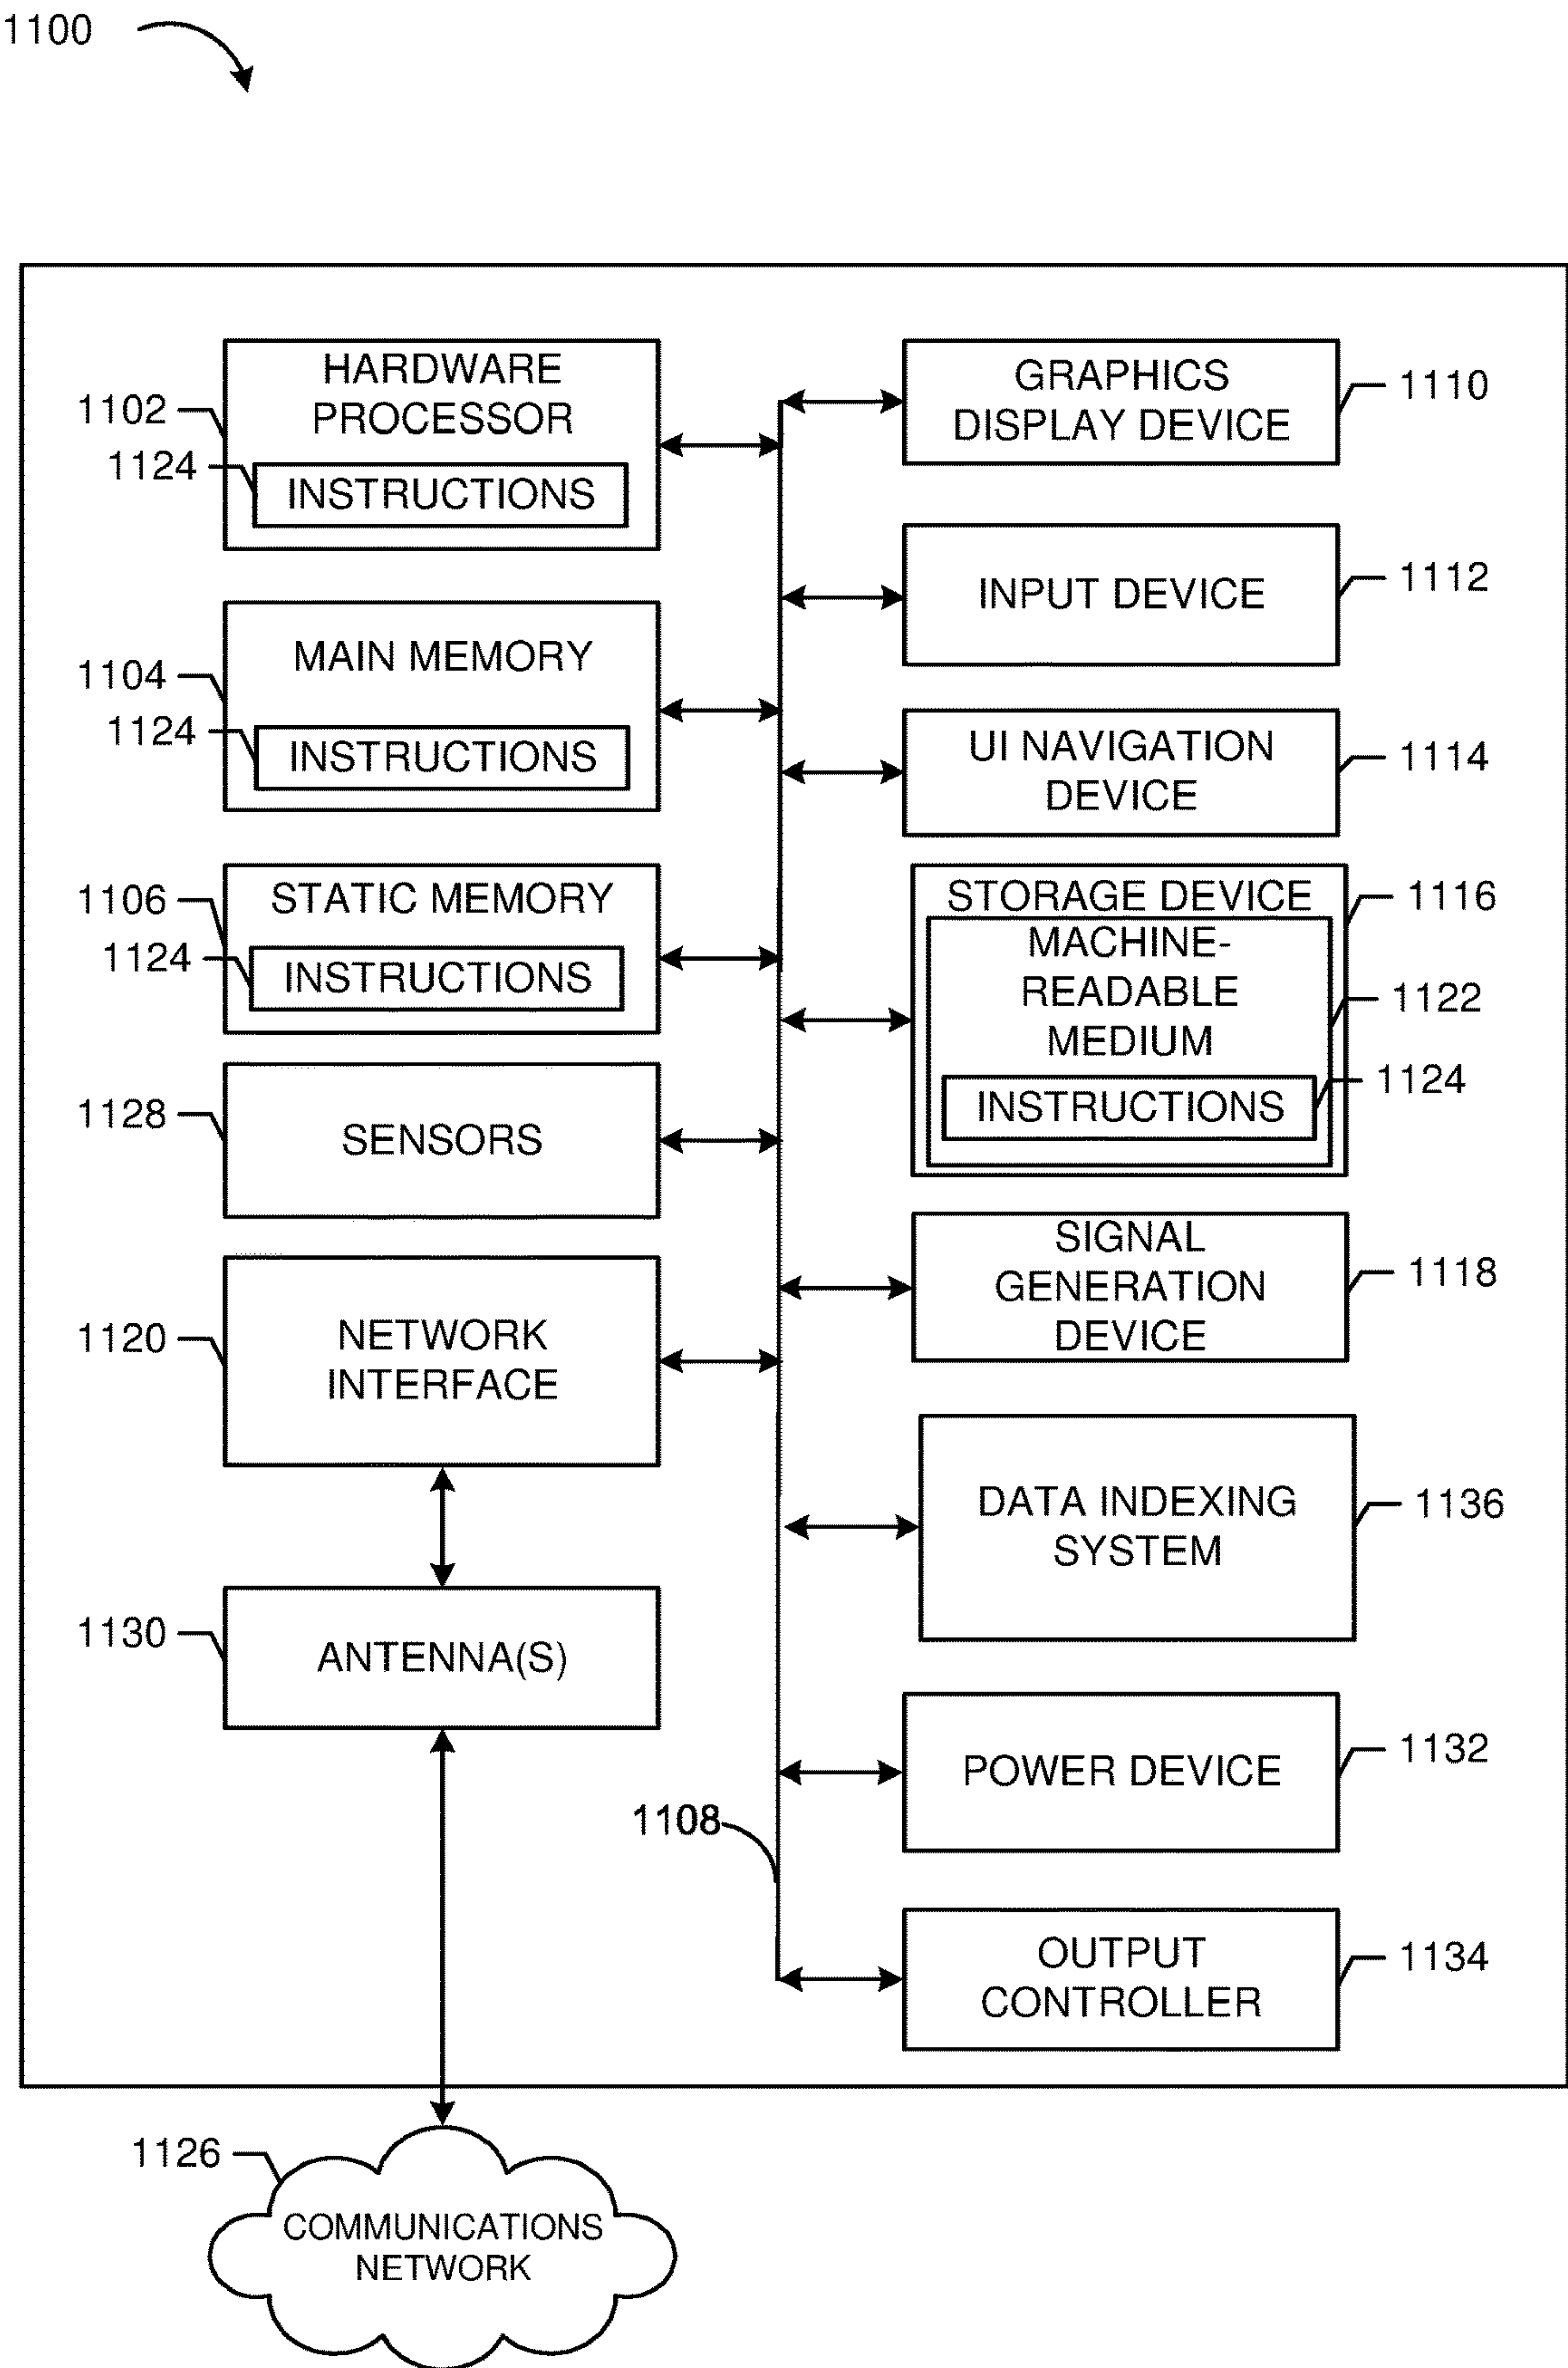 1100
HARDWARE
PROCESSOR
1102
1124
INSTRUCTIONS
MAIN MEMORY
1104
1124
INSTRUCTIONS
STATIC MEMORY
1106
1124
INSTRUCTIONS
SENSORS
1128
NETWORK
INTERFACE
1120
ANTENNA(S)
1130
GRAPHICS
DISPLAY DEVICE
1110
INPUT DEVICE
1112
UI NAVIGATION
DEVICE
1114
STORAGE DEVICE
1116
MACHINE-
READABLE
MEDIUM
1122
INSTRUCTIONS
1124
SIGNAL
GENERATION
DEVICE
1118
DATA INDEXING
SYSTEM
1136
POWER DEVICE
1132
1108
OUTPUT
CONTROLLER
1134
1126
COMMUNICATIONS
NETWORK